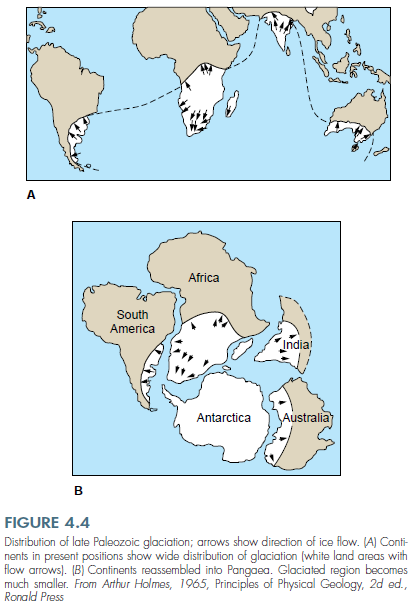 A
Africa
South
America
India
Antarctica
Australia
B
FIGURE 4.4
Distribution of late Paleozoic glaciation; arrows show direction of ice flow. (A) Conti-
nents in present positions show wide distribution of glaciation (white land areas with
flow arrows). (B) Continents reassembled into Pangaea. Glaciated region becomes
much smaller. From Arthur Holmes, 1965, Principles of Physical Geology, 2d ed.,
Ronald Press